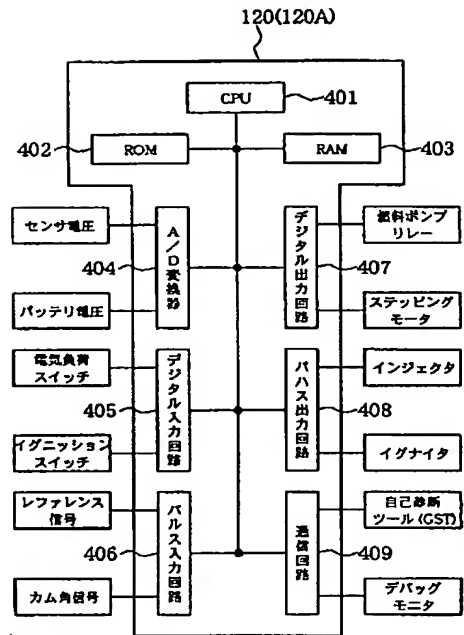 120(120A)
CPU
401
402
ROM
RAM
403
センサ電圧
バッテリ電圧
A/D変換器
404
デジタル出力回路
407
燃料ポンプ
リレー
ステッピング
モータ
電気負荷
スイッチ
イグニッション
スイッチ
デジタル入力回路
405
パハス出力回路
408
インジェクタ
イグナイタ
レファレンス
信号
カム角信号
パルス入力回路
406
通信回路
409
自己診断
ツール(GST)
デバッグ
モニタ